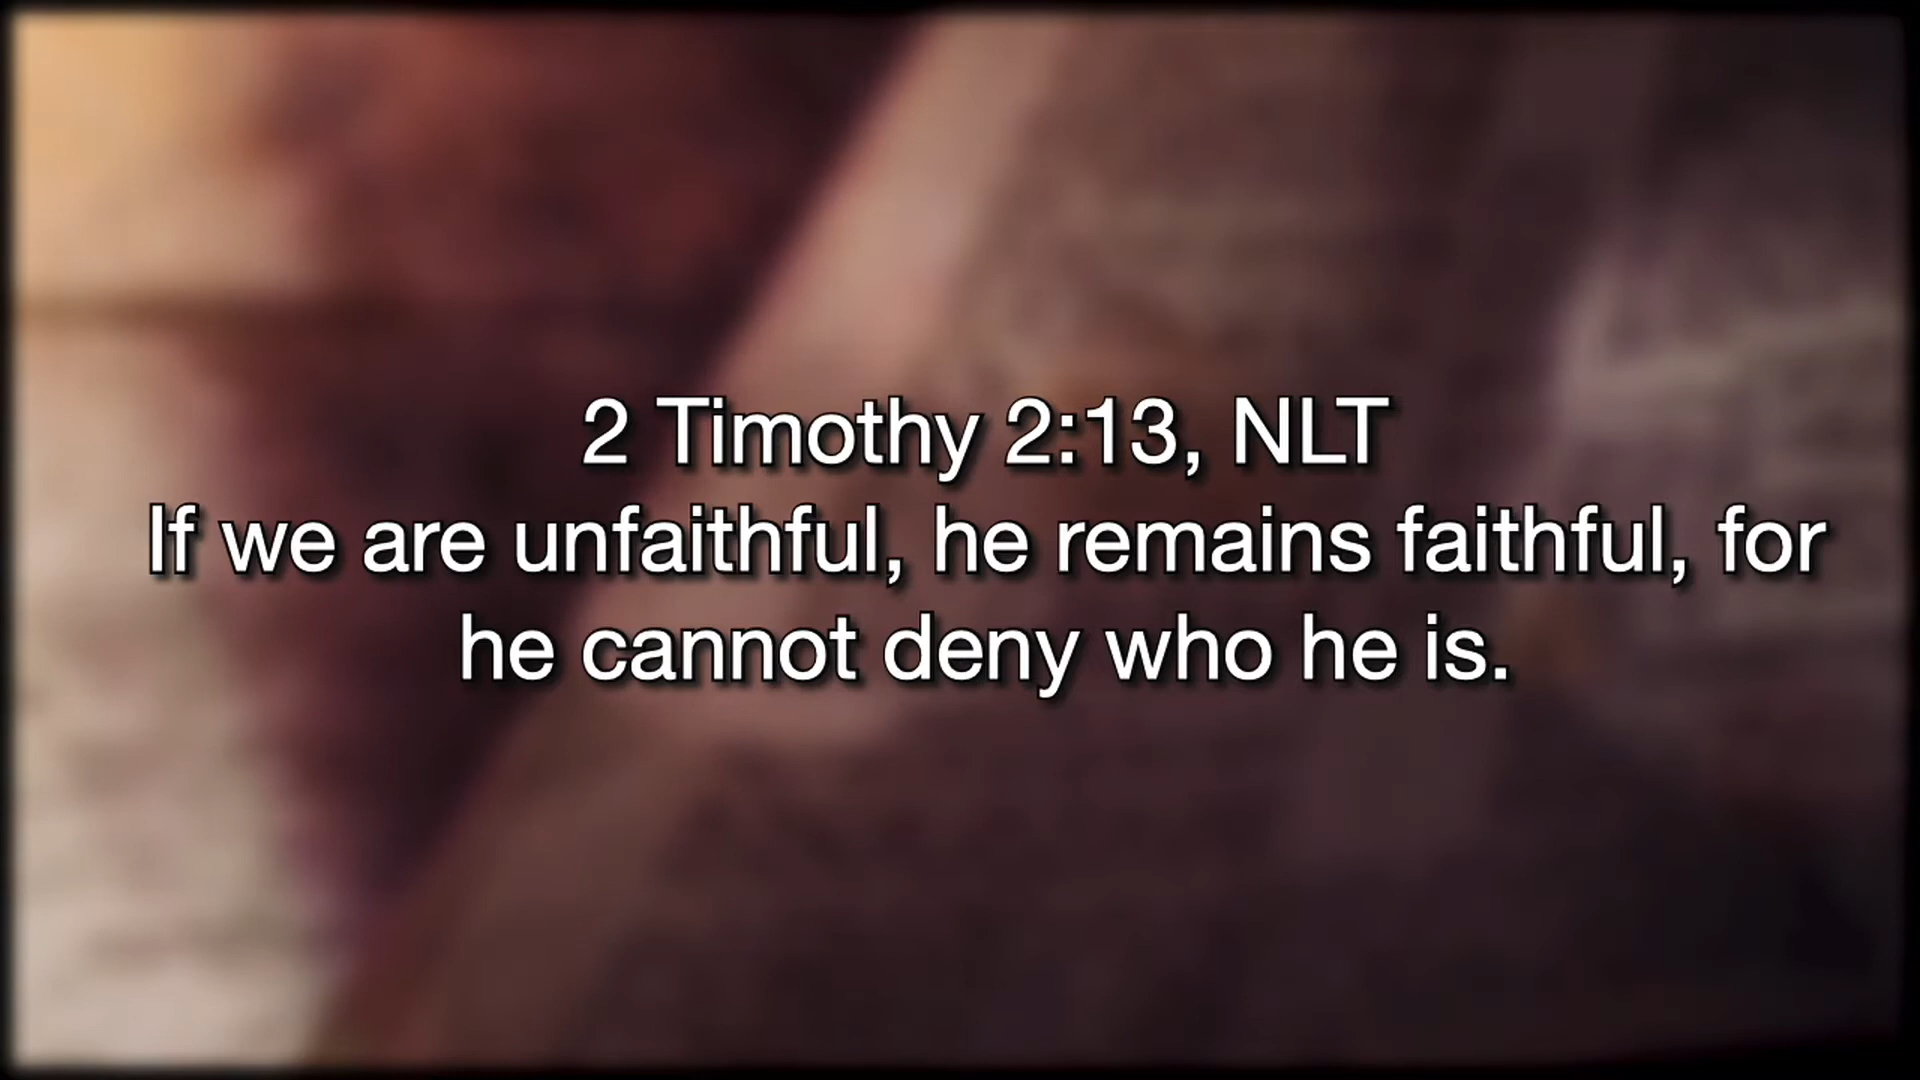 2 Timothy 2:13, NLT
If we are unfaithful, he remains faithful, for
he cannot deny who he is.